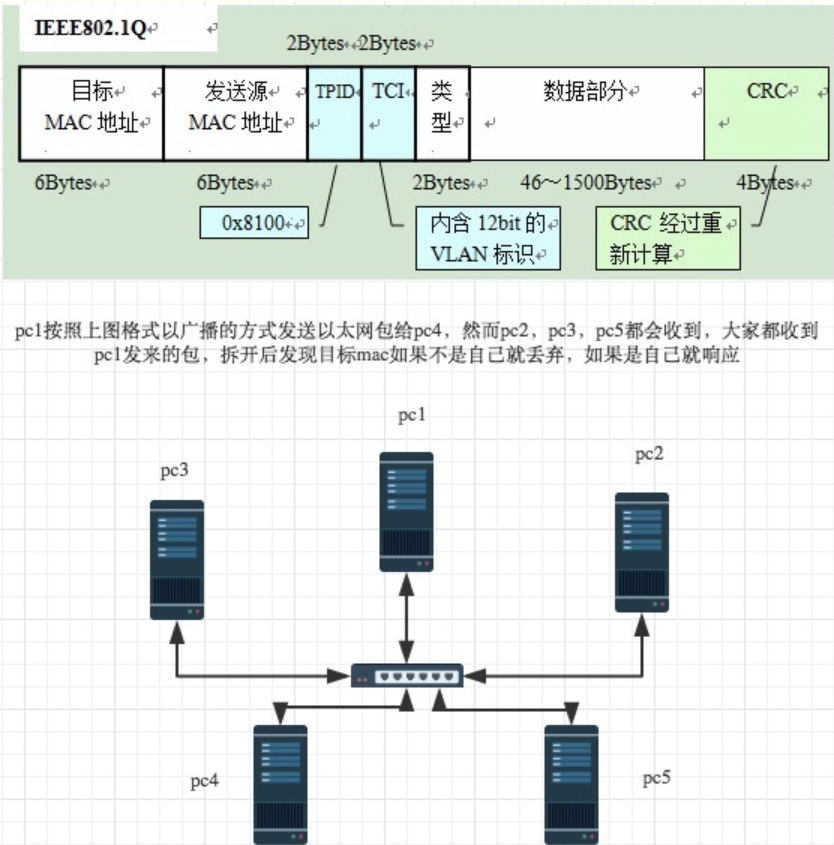 IEEE802.1Q
2Bytes 2Bytes
目标 发送源 TPID TCI 类 数据部分 CRC
MAC 地址 MAC 地址 型
6Bytes 6Bytes 2Bytes 46～1500Bytes 4Bytes
0x8100 内含 12bit 的 CRC 经过重
VLAN 标识 新计算
pc1按照上图格式以广播的方式发送以太网包给pc4，然而pc2，pc3，pc5都会收到，大家都收到
pc1发来的包，拆开后发现目标mac如果不是自己就丢弃，如果是自己就响应
pc1
pc2
pc3
pc4
pc5